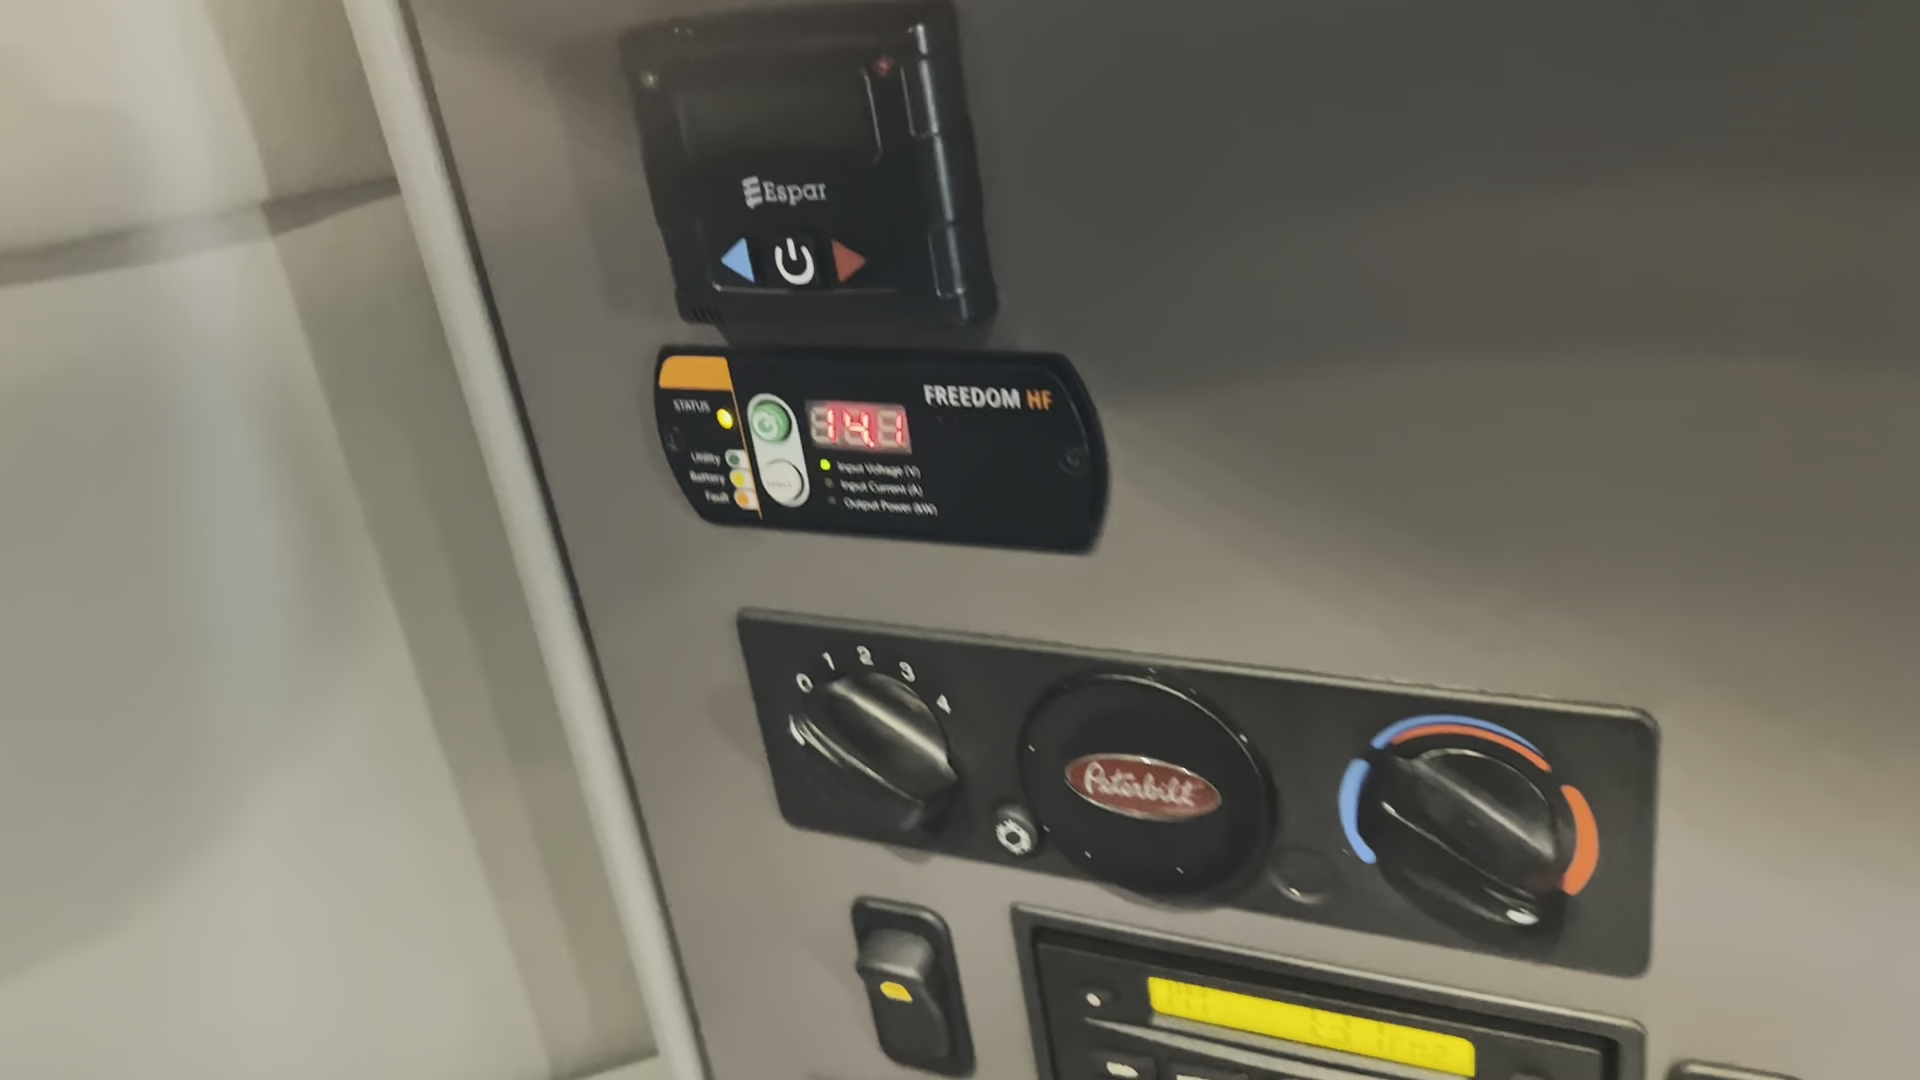 Espar
FREEDOM HF
STATUS
14.1
Utility
Battery
Fault
Input Voltage (V)
Input Current (A)
Output Power (kW)
0 1 2 3 4
Peterbilt